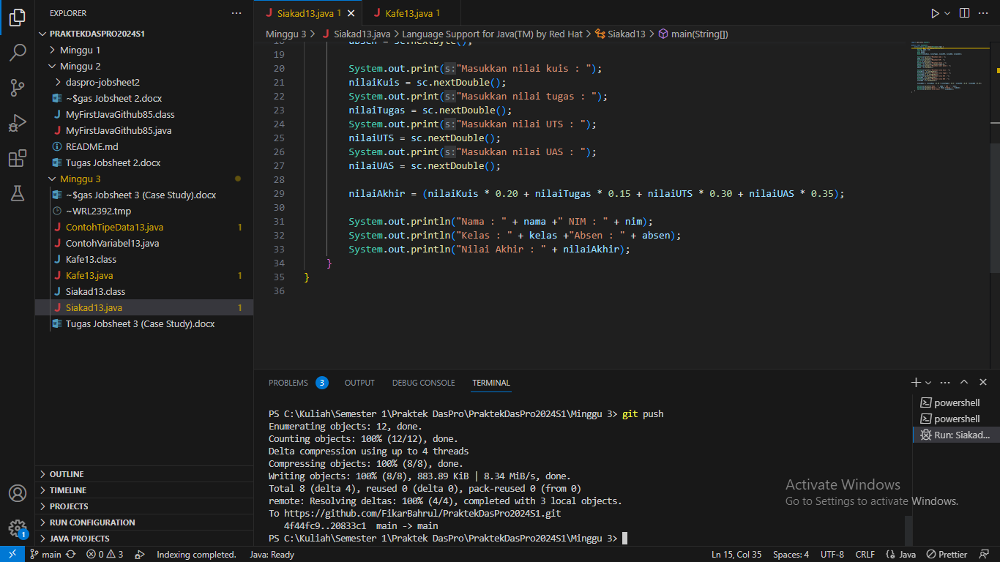 EXPLORER
PRAKTEKDASPRO2024S1
Minggu 1
Minggu 2
daspro-jobsheet2
~$gas Jobsheet 2.docx
MyFirstJavaGithub85.class
MyFirstJavaGithub85.java
README.md
Tugas Jobsheet 2.docx
Minggu 3
~$gas Jobsheet 3 (Case Study).docx
~WRL2392.tmp
ContohTipeData13.java 1
ContohVariabel13.java
Kafe13.class
Kafe13.java 1
Siakad13.class
Siakad13.java 1
Tugas Jobsheet 3 (Case Study).docx
OUTLINE
TIMELINE
PROJECTS
RUN CONFIGURATION
JAVA PROJECTS
Siakad13.java 1
Kafe13.java 1
Minggu 3 > Siakad13.java > Language Support for Java(TM) by Red Hat > Siakad13 > main(String[])
18 absen = sc.nextByte();
19
20 System.out.print(s:"Masukkan nilai kuis : ");
21 nilaiKuis = sc.nextDouble();
22 System.out.print(s:"Masukkan nilai tugas : ");
23 nilaiTugas = sc.nextDouble();
24 System.out.print(s:"Masukkan nilai UTS : ");
25 nilaiUTS = sc.nextDouble();
26 System.out.print(s:"Masukkan nilai UAS : ");
27 nilaiUAS = sc.nextDouble();
28
29 nilaiAkhir = (nilaiKuis * 0.20 + nilaiTugas * 0.15 + nilaiUTS * 0.30 + nilaiUAS * 0.35);
30
31 System.out.println("Nama : " + nama +" NIM : " + nim);
32 System.out.println("Kelas : " + kelas +"Absen : " + absen);
33 System.out.println("Nilai Akhir : " + nilaiAkhir);
34 }
35 }
36
PROBLEMS 3 OUTPUT DEBUG CONSOLE TERMINAL
PS C:\Kuliah\Semester 1\Praktek DasPro\PraktekDasPro2024S1\Minggu 3> git push
Enumerating objects: 12, done.
Counting objects: 100% (12/12), done.
Delta compression using up to 4 threads
Compressing objects: 100% (8/8), done.
Writing objects: 100% (8/8), 883.89 KiB | 8.34 MiB/s, done.
Total 8 (delta 4), reused 0 (delta 0), pack-reused 0 (from 0)
remote: Resolving deltas: 100% (4/4), completed with 3 local objects.
To https://github.com/FikarBahrul/PraktekDasPro2024S1.git
4f44fc9..20833c1 main -> main
PS C:\Kuliah\Semester 1\Praktek DasPro\PraktekDasPro2024S1\Minggu 3>
powershell
powershell
Run: Siakad...
Activate Windows
Go to Settings to activate Windows.
1
main 0 3 Indexing completed. Java: Ready Ln 15, Col 35 Spaces: 4 UTF-8 CRLF Java Prettier